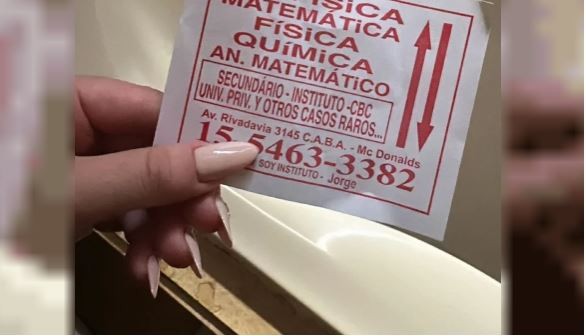 FÍSICA
MATEMÁTiCA
FíSiCA
QUíMiCA
AN. MATEMÁTiCO
SECUNDÁRIO - INSTITUTO -CBC
UNIV. PRIV. Y OTROS CASOS RAROS...
Av. Rivadavia 3145 C.A.B.A. - Mc Donalds
15-5463-3382
SOY INSTITUTO - Jorge